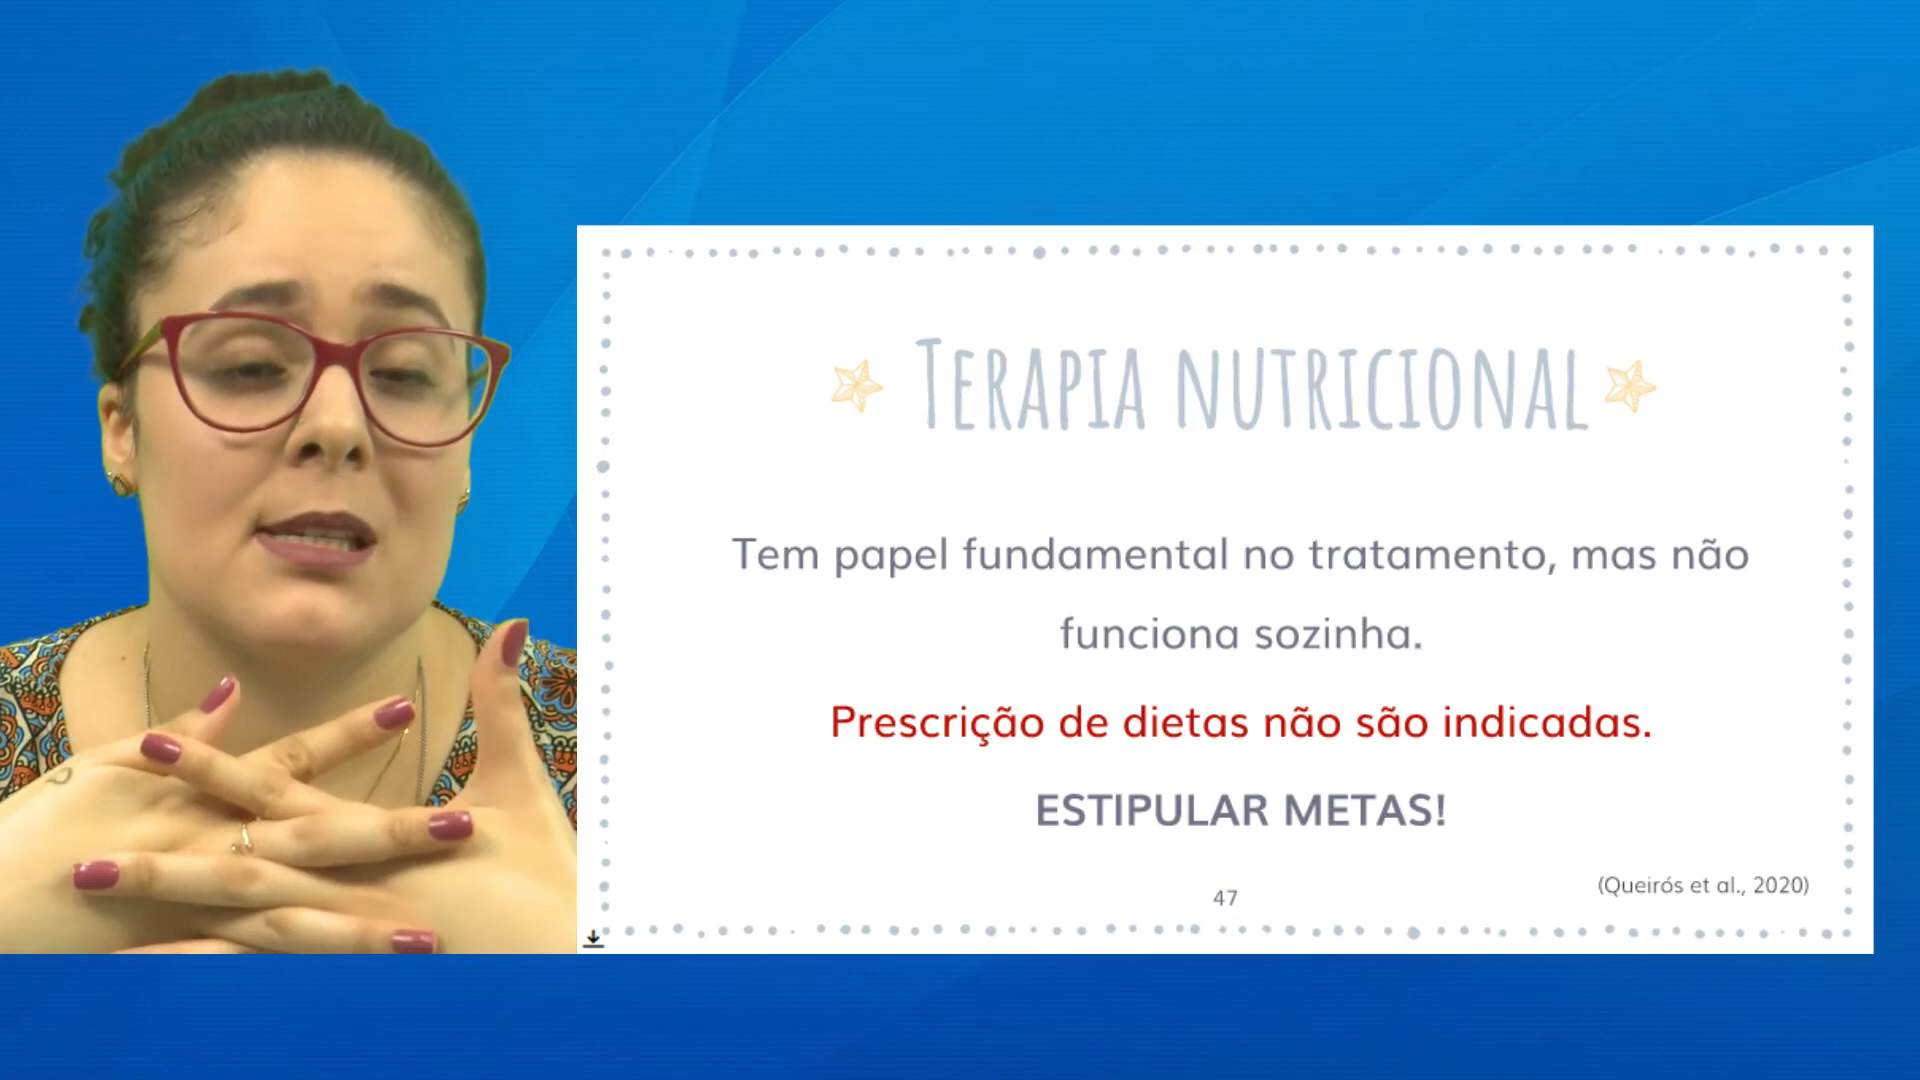 TERAPIA NUTRICIONAL
Tem papel fundamental no tratamento, mas não
funciona sozinha.
Prescrição de dietas não são indicadas.
ESTIPULAR METAS!
(Queirós et al., 2020)
47